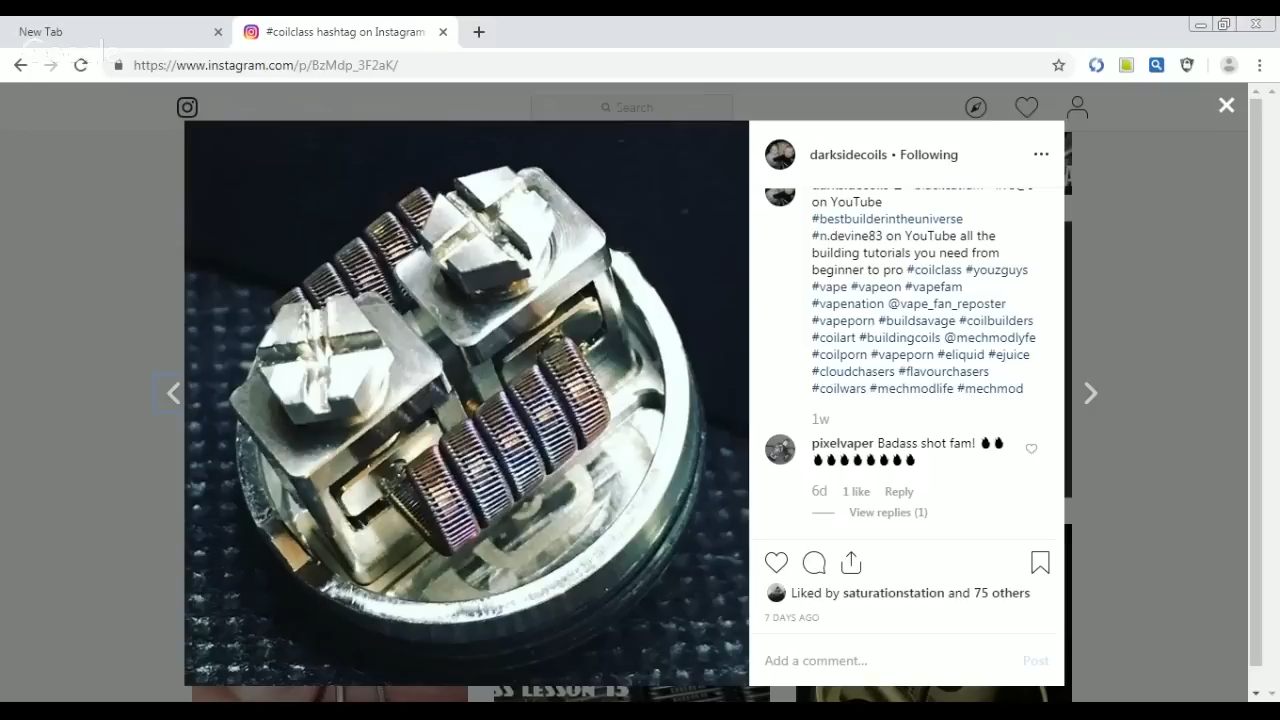 New Tab
#coilclass hashtag on Instagram
Google
https://www.instagram.com/p/BzMdp_3F2aK/
Search
darksidecoils • Following
on YouTube
#bestbuilderintheuniverse
#n.devine83 on YouTube all the
building tutorials you need from
beginner to pro #coilclass #youzguys
#vape #vapeon #vapefam
#vapenation @vape_fan_reposter
#vapeporn #buildsavage #coilbuilders
#coilart #buildingcoils @mechmodlyfe
#coilporn #vapeporn #eliquid #ejuice
#cloudchasers #flavourchasers
#coilwars #mechmodlife #mechmod
1w
pixelvaper Badass shot fam!
6d 1 like Reply
View replies (1)
Liked by saturationstation and 75 others
7 DAYS AGO
Add a comment... Post
SS LESSON 13